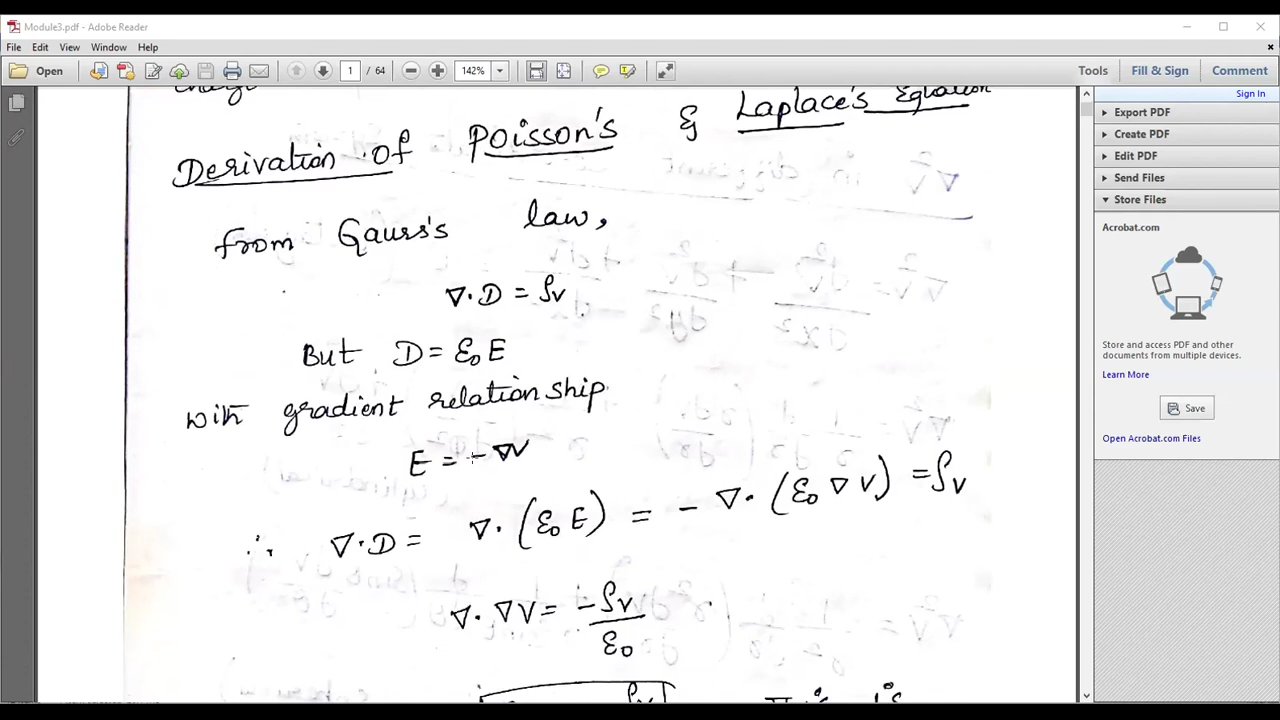 Module3.pdf - Adobe Reader
File Edit View Window Help
Open 1 / 64 142% Tools Fill & Sign Comment
Sign In
Export PDF
Create PDF
Edit PDF
Send Files
Store Files
Acrobat.com
Store and access PDF and other
documents from multiple devices.
Learn More
Save
Open Acrobat.com Files
Derivation of Poisson's & Laplace's Equation
from Gauss's law,
∇·D = ρv
But D = ε₀E
with gradient relationship
E = -∇V
∴ ∇·D = ∇·(ε₀E) = -∇·(ε₀∇V) = ρv
∇·∇V = -ρv/ε₀